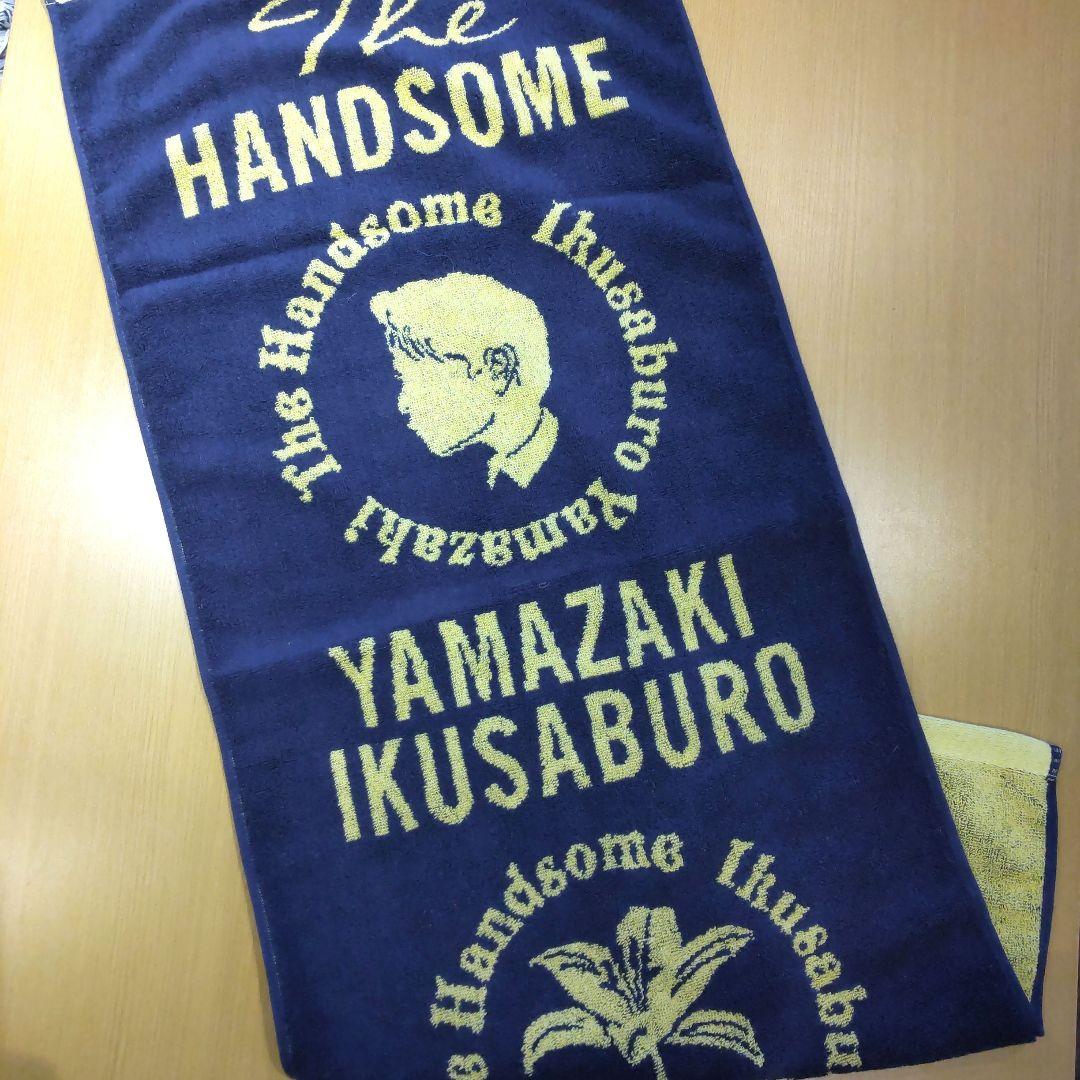 The
HANDSOME
The Handsome Ikusaburo Yamazaki
YAMAZAKI
IKUSABURO
Handsome Ikusabu